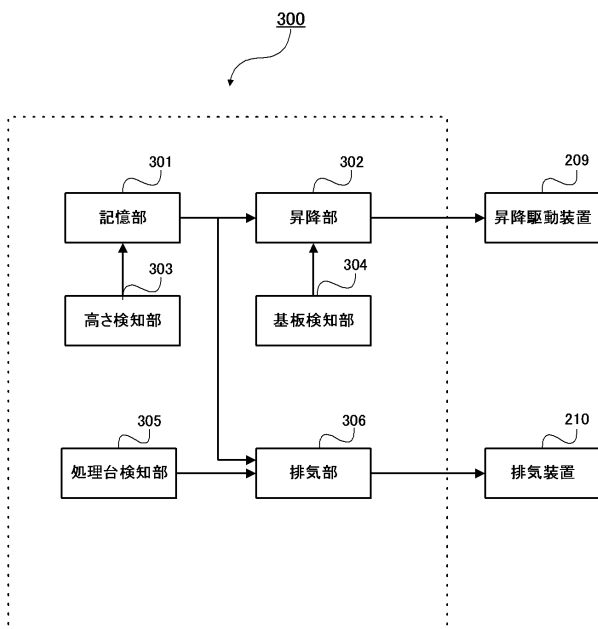 300
301
302
209
記憶部
昇降部
昇降駆動装置
303
304
高さ検知部
基板検知部
305
306
210
処理台検知部
排気部
排気装置